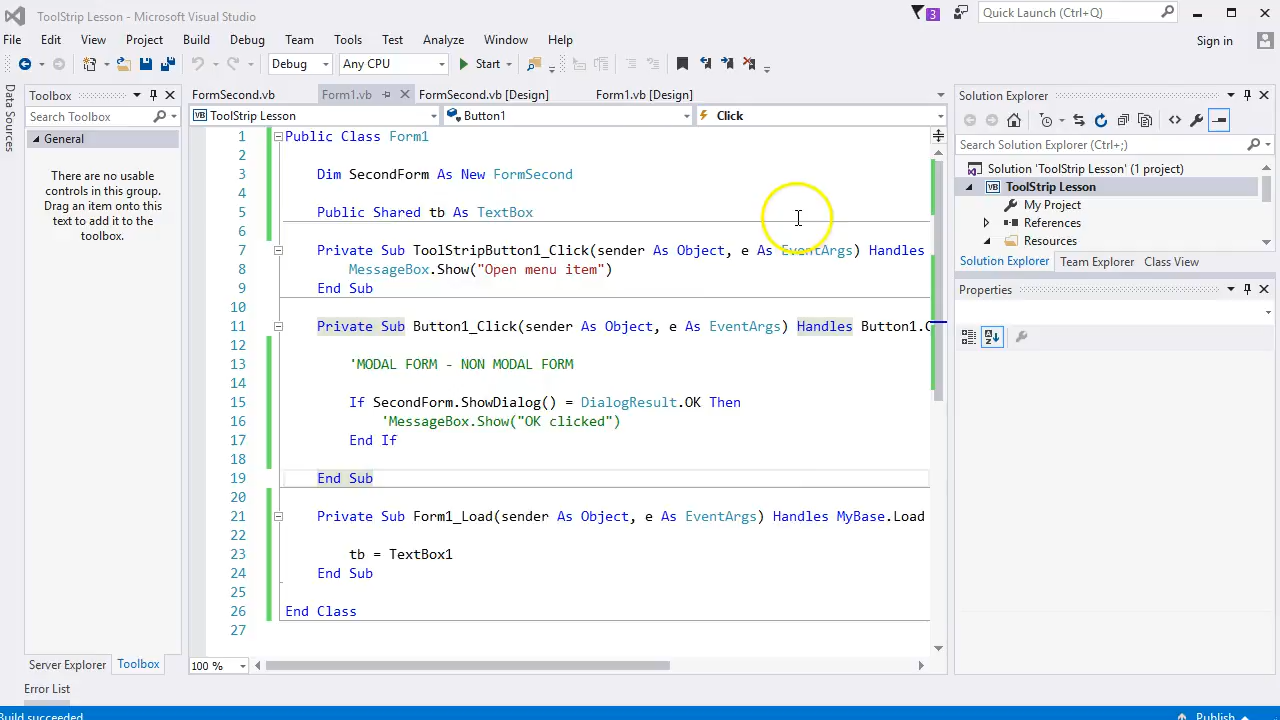 ToolStrip Lesson - Microsoft Visual Studio
3
Quick Launch (Ctrl+Q)
File Edit View Project Build Debug Team Tools Test Analyze Window Help
Sign in
Debug Any CPU Start
Data Sources
Toolbox
Search Toolbox
General
There are no usable
controls in this group.
Drag an item onto this
text to add it to the
toolbox.
Server Explorer Toolbox
FormSecond.vb Form1.vb FormSecond.vb [Design] Form1.vb [Design]
VB ToolStrip Lesson Button1 Click
1 Public Class Form1
2
3 Dim SecondForm As New FormSecond
4
5 Public Shared tb As TextBox
6
7 Private Sub ToolStripButton1_Click(sender As Object, e As EventArgs) Handles
8 MessageBox.Show("Open menu item")
9 End Sub
10
11 Private Sub Button1_Click(sender As Object, e As EventArgs) Handles Button1.C
12
13 'MODAL FORM - NON MODAL FORM
14
15 If SecondForm.ShowDialog() = DialogResult.OK Then
16 'MessageBox.Show("OK clicked")
17 End If
18
19 End Sub
20
21 Private Sub Form1_Load(sender As Object, e As EventArgs) Handles MyBase.Load
22
23 tb = TextBox1
24 End Sub
25
26 End Class
27
100 %
Solution Explorer
Search Solution Explorer (Ctrl+;)
Solution 'ToolStrip Lesson' (1 project)
VB ToolStrip Lesson
My Project
References
Resources
Solution Explorer Team Explorer Class View
Properties
Error List
Build succeeded
Publish